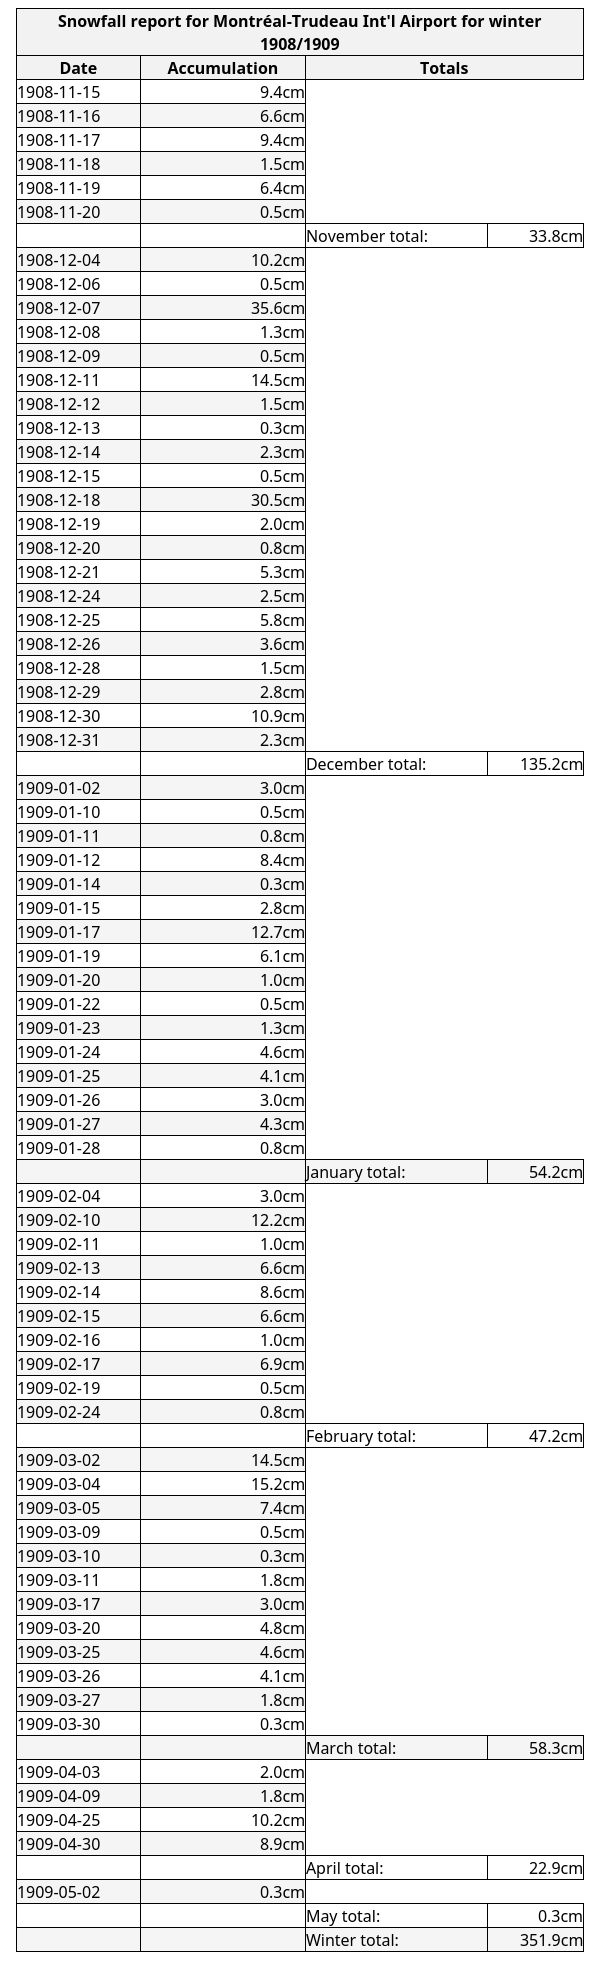 Snowfall report for Montréal-Trudeau Int'l Airport for winter
1908/1909
Date Accumulation Totals
1908-11-15 9.4cm
1908-11-16 6.6cm
1908-11-17 9.4cm
1908-11-18 1.5cm
1908-11-19 6.4cm
1908-11-20 0.5cm
November total: 33.8cm
1908-12-04 10.2cm
1908-12-06 0.5cm
1908-12-07 35.6cm
1908-12-08 1.3cm
1908-12-09 0.5cm
1908-12-11 14.5cm
1908-12-12 1.5cm
1908-12-13 0.3cm
1908-12-14 2.3cm
1908-12-15 0.5cm
1908-12-18 30.5cm
1908-12-19 2.0cm
1908-12-20 0.8cm
1908-12-21 5.3cm
1908-12-24 2.5cm
1908-12-25 5.8cm
1908-12-26 3.6cm
1908-12-28 1.5cm
1908-12-29 2.8cm
1908-12-30 10.9cm
1908-12-31 2.3cm
December total: 135.2cm
1909-01-02 3.0cm
1909-01-10 0.5cm
1909-01-11 0.8cm
1909-01-12 8.4cm
1909-01-14 0.3cm
1909-01-15 2.8cm
1909-01-17 12.7cm
1909-01-19 6.1cm
1909-01-20 1.0cm
1909-01-22 0.5cm
1909-01-23 1.3cm
1909-01-24 4.6cm
1909-01-25 4.1cm
1909-01-26 3.0cm
1909-01-27 4.3cm
1909-01-28 0.8cm
January total: 54.2cm
1909-02-04 3.0cm
1909-02-10 12.2cm
1909-02-11 1.0cm
1909-02-13 6.6cm
1909-02-14 8.6cm
1909-02-15 6.6cm
1909-02-16 1.0cm
1909-02-17 6.9cm
1909-02-19 0.5cm
1909-02-24 0.8cm
February total: 47.2cm
1909-03-02 14.5cm
1909-03-04 15.2cm
1909-03-05 7.4cm
1909-03-09 0.5cm
1909-03-10 0.3cm
1909-03-11 1.8cm
1909-03-17 3.0cm
1909-03-20 4.8cm
1909-03-25 4.6cm
1909-03-26 4.1cm
1909-03-27 1.8cm
1909-03-30 0.3cm
March total: 58.3cm
1909-04-03 2.0cm
1909-04-09 1.8cm
1909-04-25 10.2cm
1909-04-30 8.9cm
April total: 22.9cm
1909-05-02 0.3cm
May total: 0.3cm
Winter total: 351.9cm